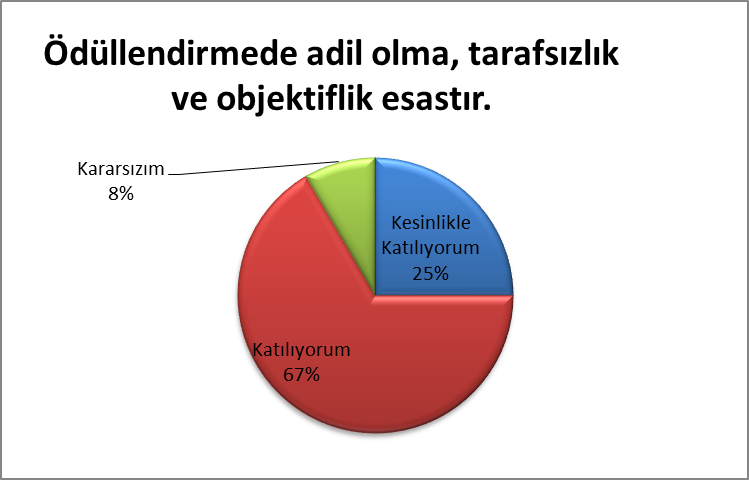 Ödüllendirmede adil olma, tarafsızlık
ve objektiflik esastır.
Kararsızım
8%
Kesinlikle
Katılıyorum
25%
Katılıyorum
67%